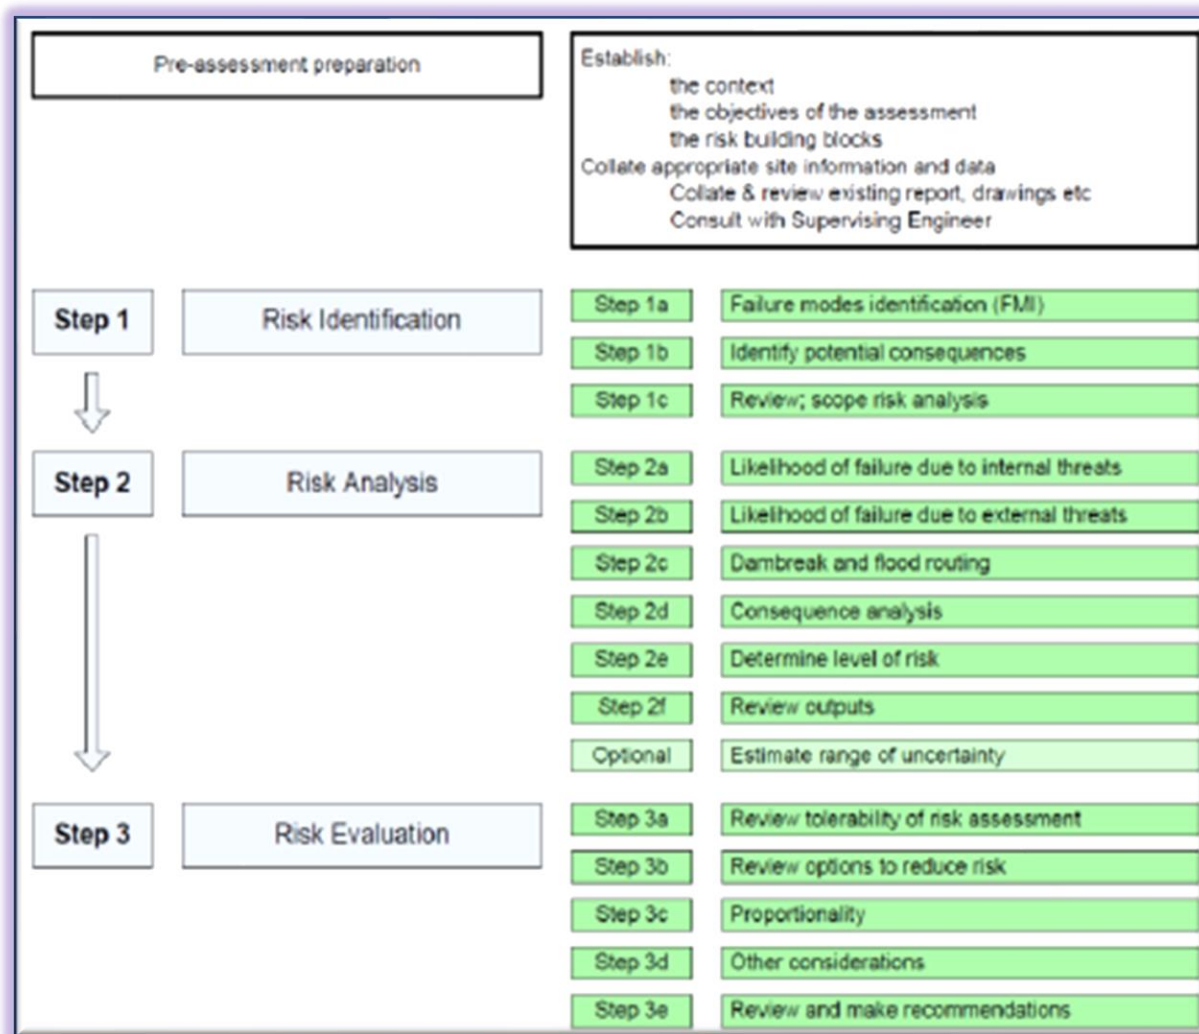 Pre-assessment preparation
Establish:
the context
the objectives of the assessment
the risk building blocks
Collate appropriate site information and data
Collate & review existing report, drawings etc
Consult with Supervising Engineer
Step 1
Risk Identification
Step 1a
Failure modes identification (FMI)
Step 1b
Identify potential consequences
Step 1c
Review; scope risk analysis
Step 2
Risk Analysis
Step 2a
Likelihood of failure due to internal threats
Step 2b
Likelihood of failure due to external threats
Step 2c
Dambreak and flood routing
Step 2d
Consequence analysis
Step 2e
Determine level of risk
Step 2f
Review outputs
Optional
Estimate range of uncertainty
Step 3
Risk Evaluation
Step 3a
Review tolerability of risk assessment
Step 3b
Review options to reduce risk
Step 3c
Proportionality
Step 3d
Other considerations
Step 3e
Review and make recommendations